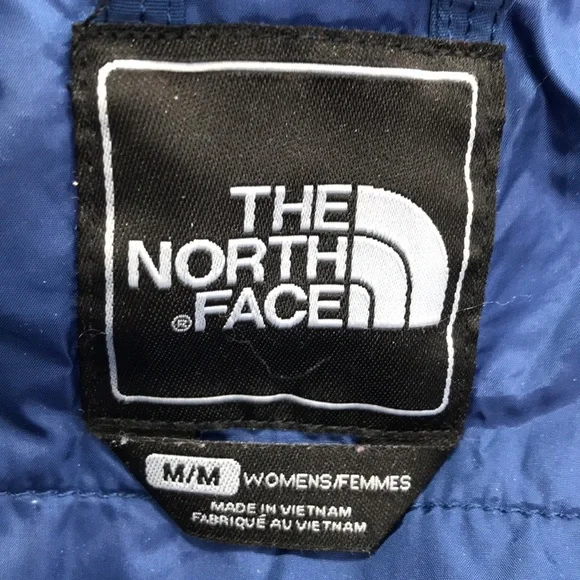 THE
NORTH
®FACE
M/M WOMENS/FEMMES
MADE IN VIETNAM
FABRIQUÉ AU VIETNAM